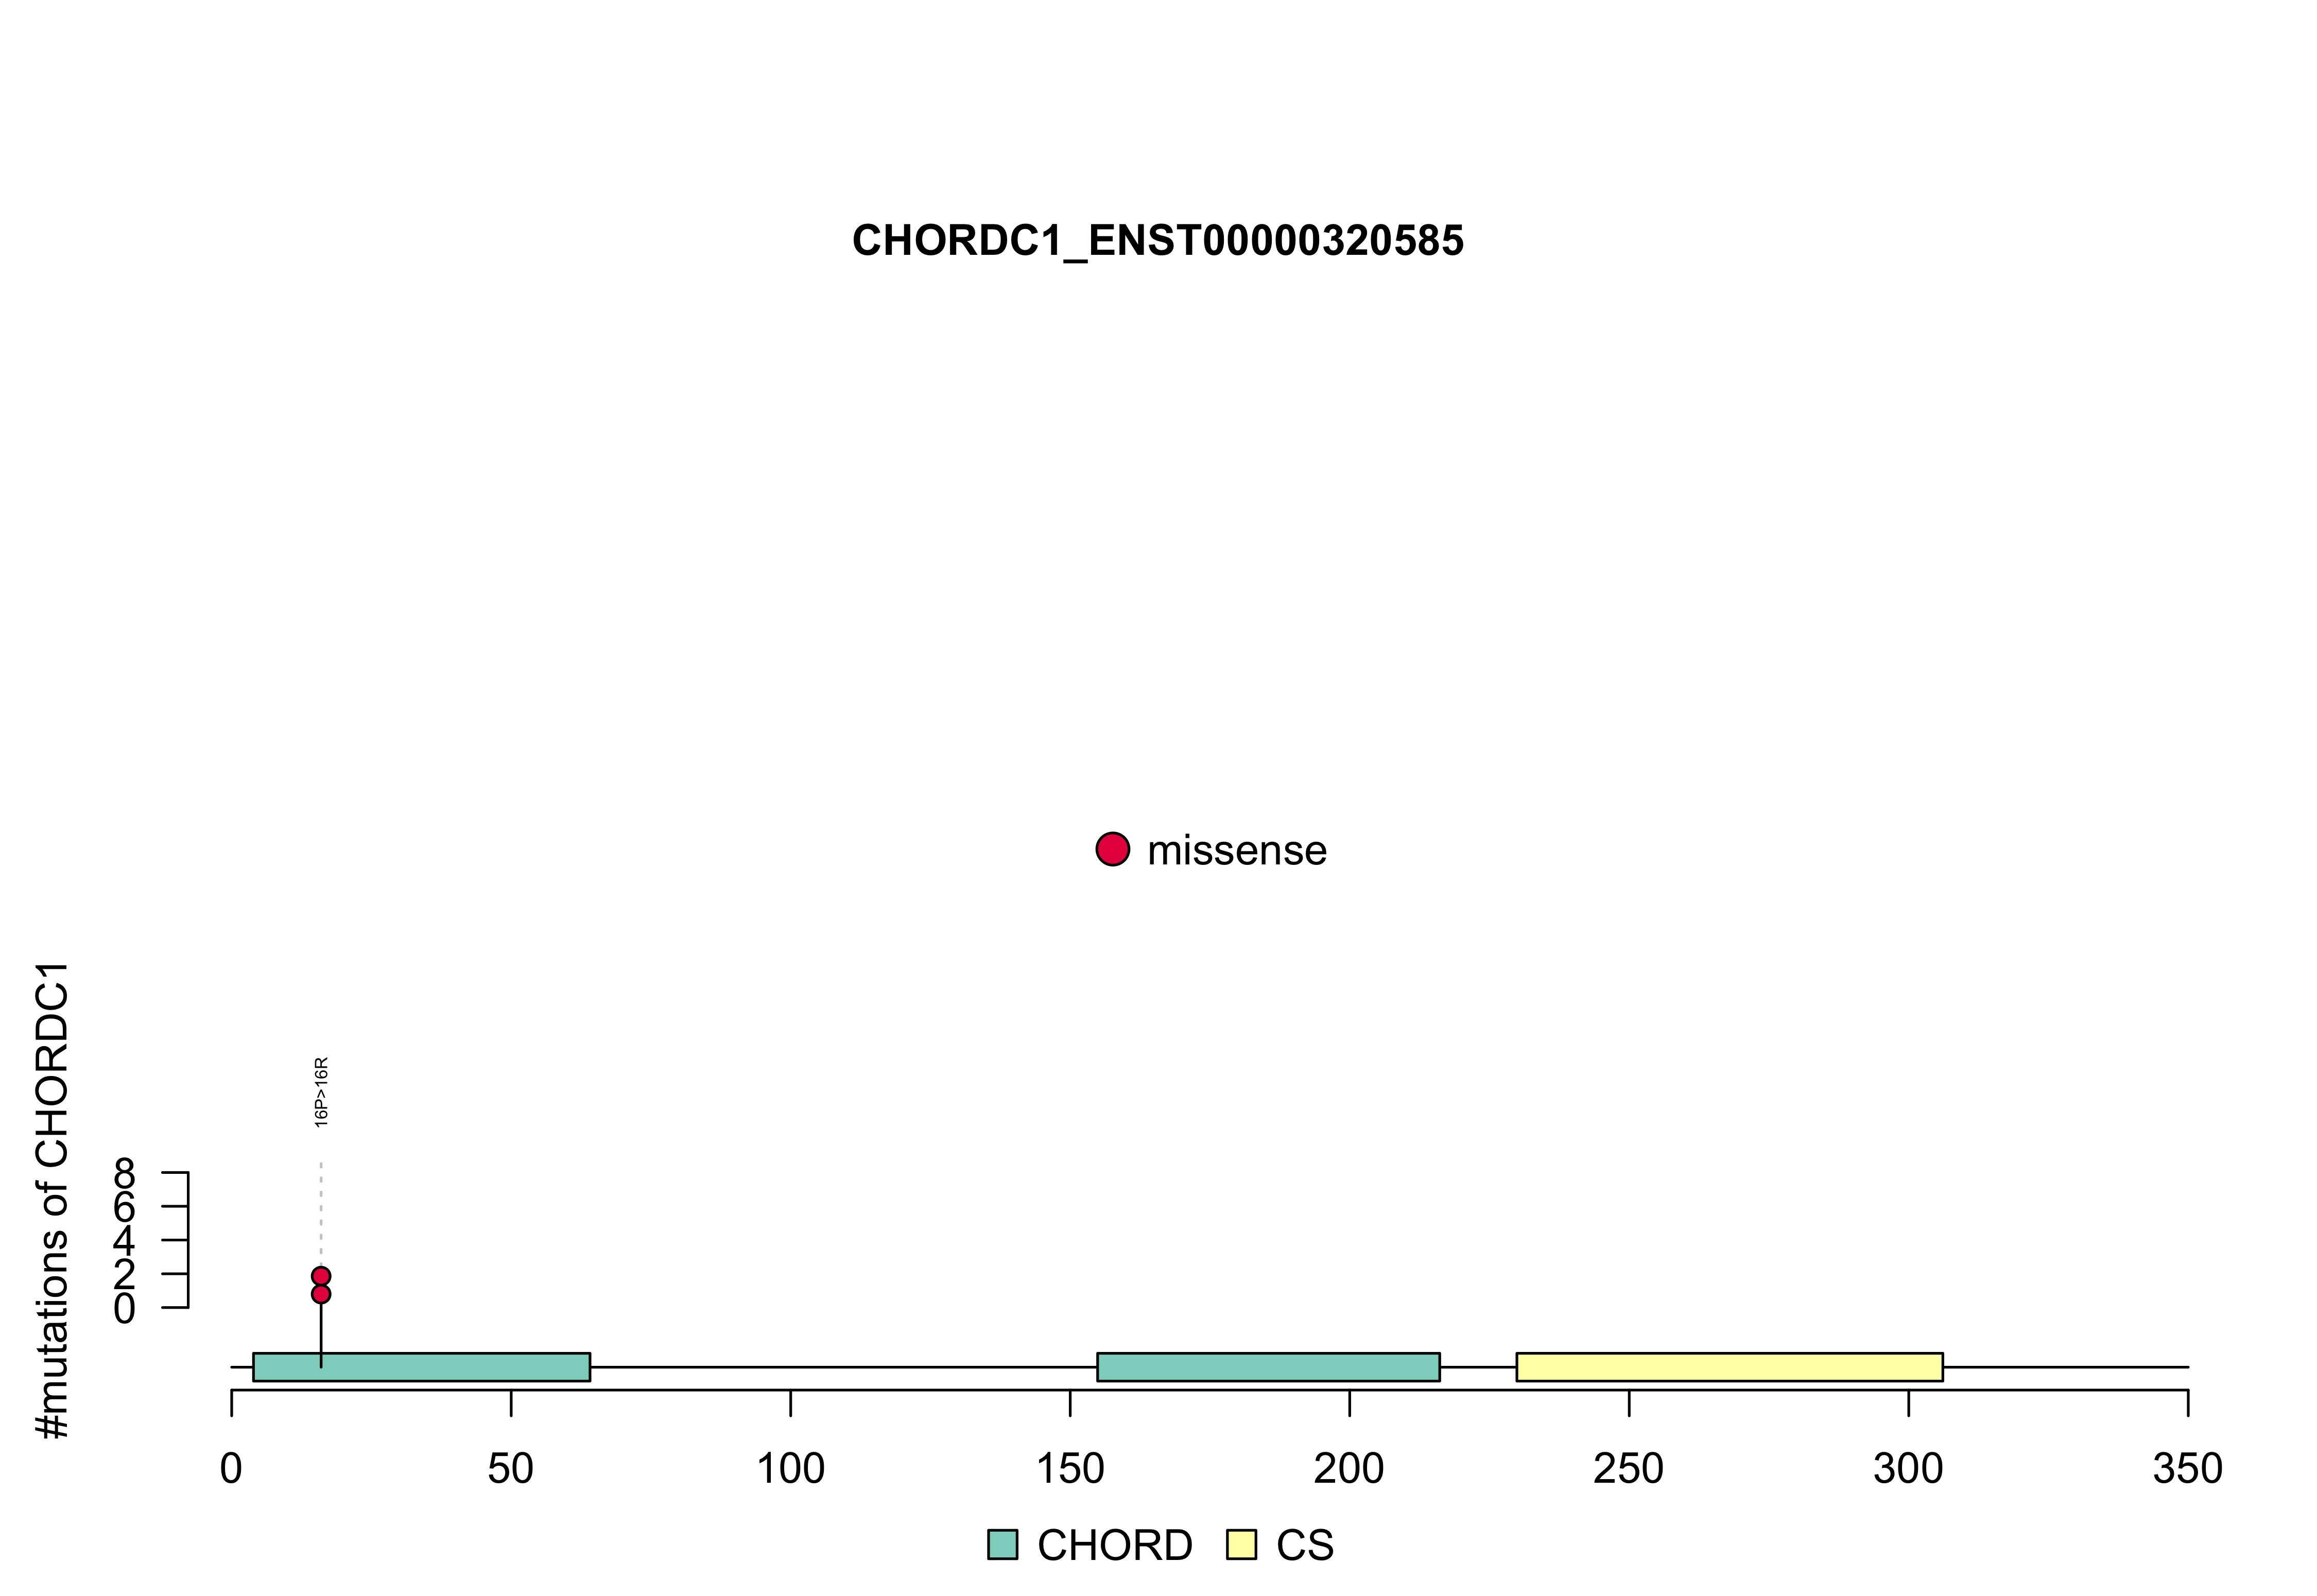 CHORDC1_ENST00000320585
missense
#mutations of CHORDC1
16P>16R
8
6
4
2
0
0 50 100 150 200 250 300 350
CHORD CS